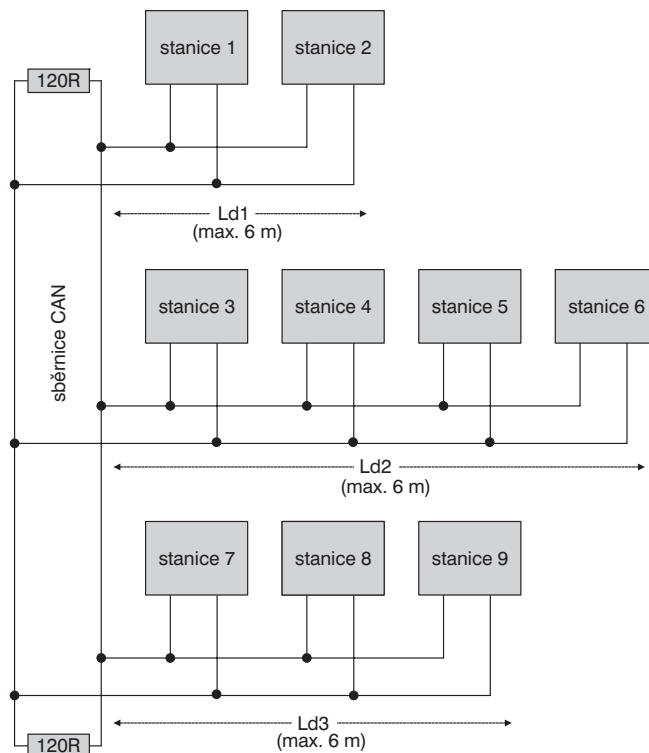 stanice 1
stanice 2
120R
Ld1
(max. 6 m)
sběrnice CAN
stanice 3
stanice 4
stanice 5
stanice 6
Ld2
(max. 6 m)
stanice 7
stanice 8
stanice 9
Ld3
(max. 6 m)
120R